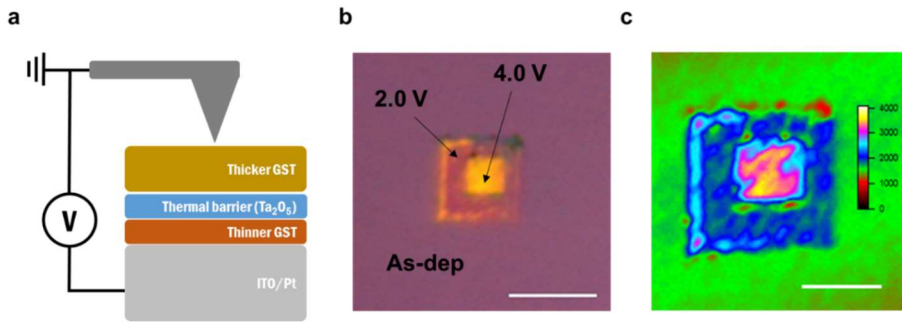 a
b
c
Thicker GST
Thermal barrier (Ta₂O₅)
Thinner GST
ITO/Pt
V
2.0 V
4.0 V
As-dep
4000
3000
2000
1000
0